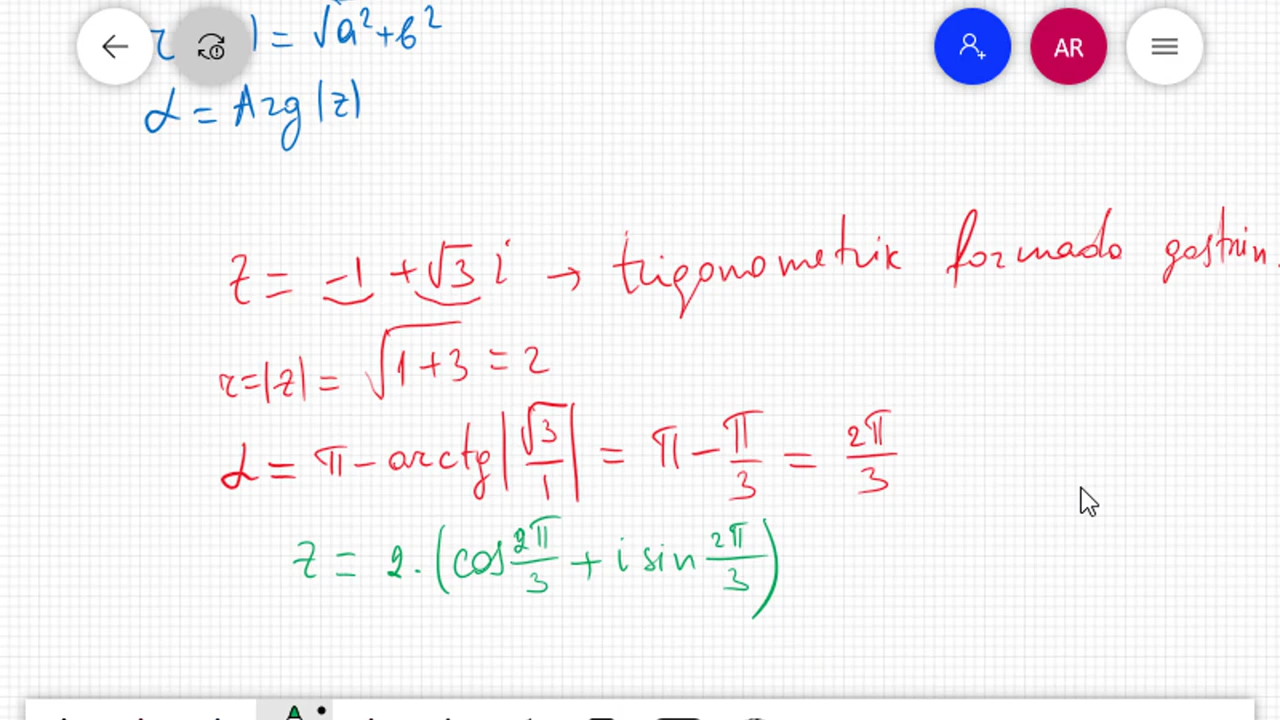 r ) = √a²+b²
α = Arg(z)
AR
z = -1 + √3 i → trigonometrik formada göstərin.
r=|z| = √1+3 = 2
α = π - arctg|√3/1| = π - π/3 = 2π/3
z = 2 · (cos 2π/3 + i sin 2π/3)